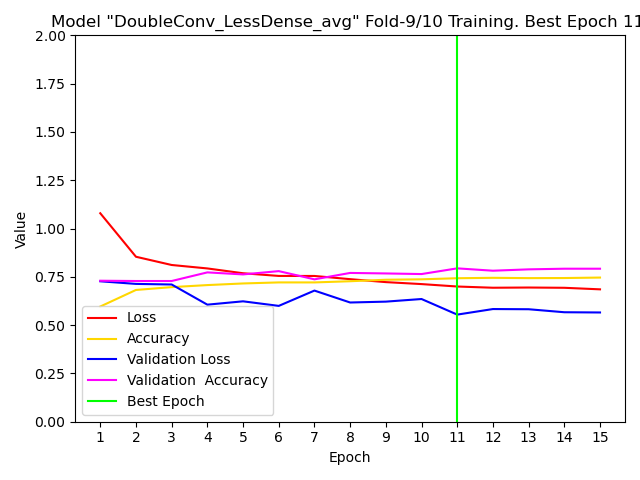 Model "DoubleConv_LessDense_avg" Fold-9/10 Training. Best Epoch 11
2.00
1.75
1.50
1.25
1.00
0.75
0.50
0.25
0.00
Value
Loss
Accuracy
Validation Loss
Validation  Accuracy
Best Epoch
1 2 3 4 5 6 7 8 9 10 11 12 13 14 15
Epoch